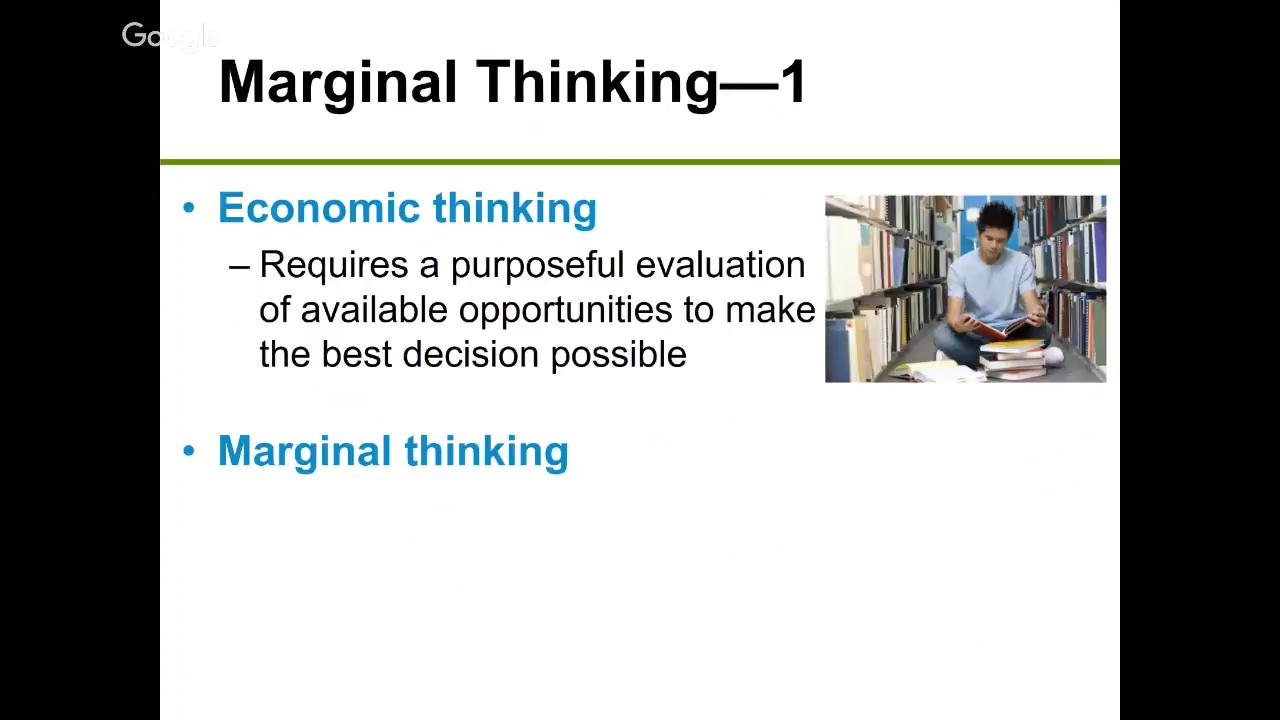 Google
Marginal Thinking—1
• Economic thinking
– Requires a purposeful evaluation
of available opportunities to make
the best decision possible
• Marginal thinking